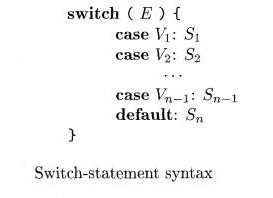 switch ( E ) {
case V₁: S₁
case V₂: S₂
...
case Vₙ₋₁: Sₙ₋₁
default: Sₙ
}
Switch-statement syntax